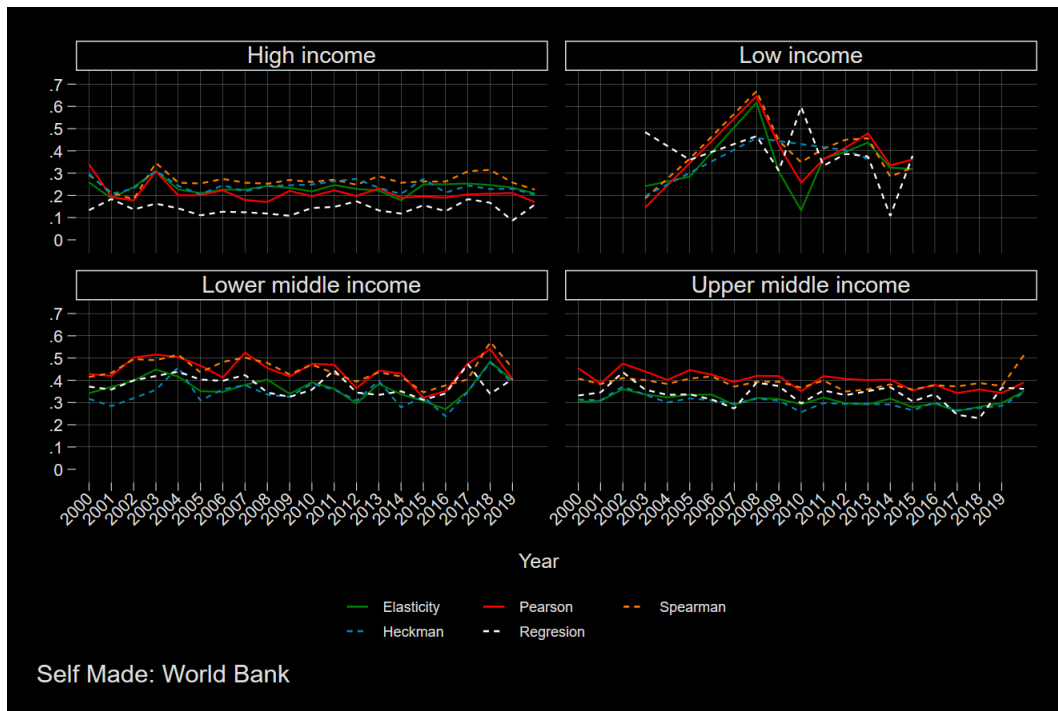 High income
Low income
.7
.6
.5
.4
.3
.2
.1
0
Lower middle income
Upper middle income
.7
.6
.5
.4
.3
.2
.1
0
2000 2001 2002 2003 2004 2005 2006 2007 2008 2009 2010 2011 2012 2013 2014 2015 2016 2017 2018 2019
2000 2001 2002 2003 2004 2005 2006 2007 2008 2009 2010 2011 2012 2013 2014 2015 2016 2017 2018 2019
Year
Elasticity Pearson Spearman
Heckman Regresion
Self Made: World Bank